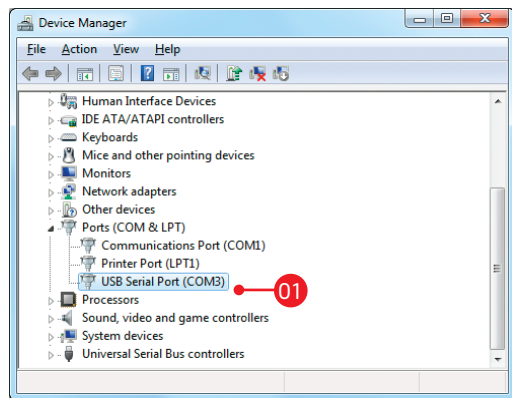 Device Manager
File Action View Help
Human Interface Devices
IDE ATA/ATAPI controllers
Keyboards
Mice and other pointing devices
Monitors
Network adapters
Other devices
Ports (COM & LPT)
Communications Port (COM1)
Printer Port (LPT1)
USB Serial Port (COM3)
01
Processors
Sound, video and game controllers
System devices
Universal Serial Bus controllers